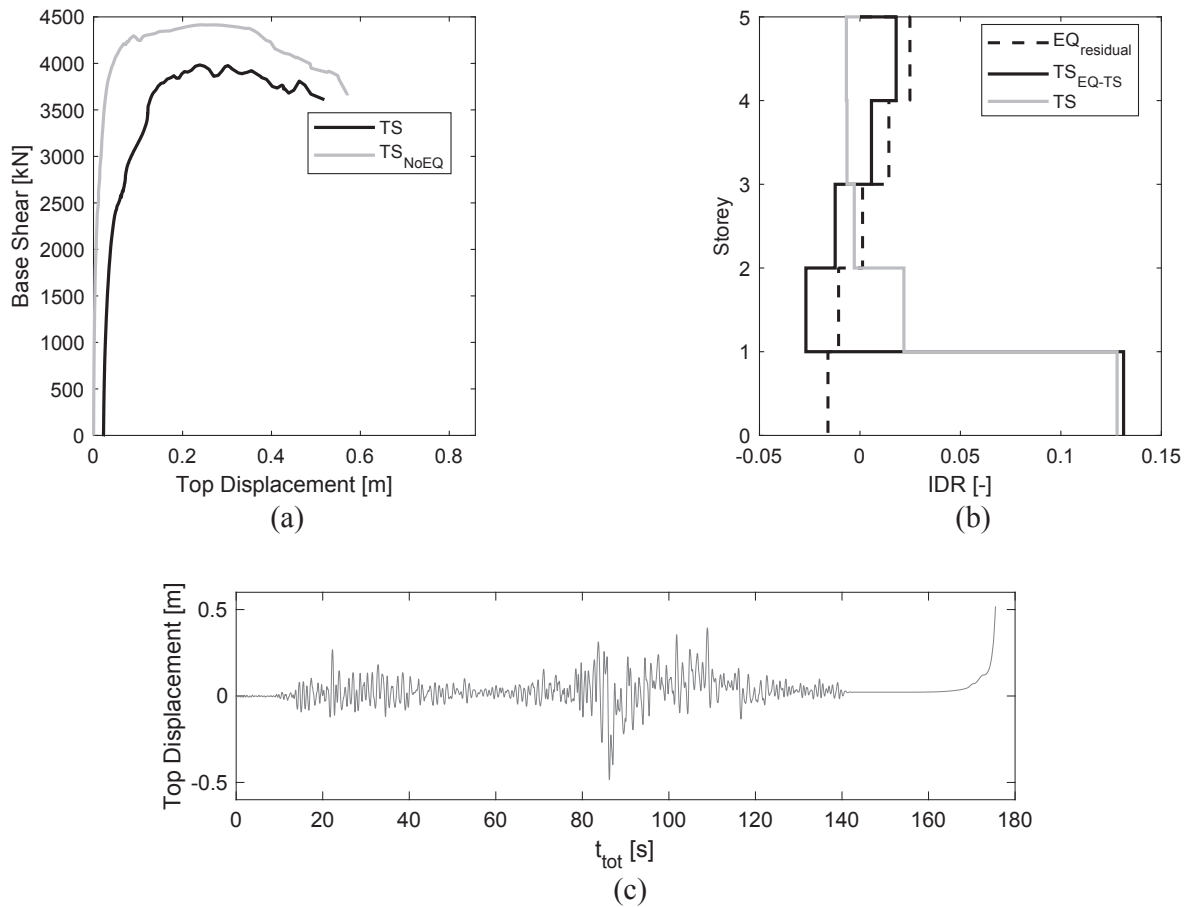 4500
4000
3500
3000
2500
2000
1500
1000
500
0
Base Shear [kN]
TS
TS_NoEQ
0 0.2 0.4 0.6 0.8
Top Displacement [m]
(a)
5
4
3
2
1
0
Storey
EQ_residual
TS_EQ-TS
TS
-0.05 0 0.05 0.1 0.15
IDR [-]
(b)
0.5
0
-0.5
Top Displacement [m]
0 20 40 60 80 100 120 140 160 180
t_tot [s]
(c)